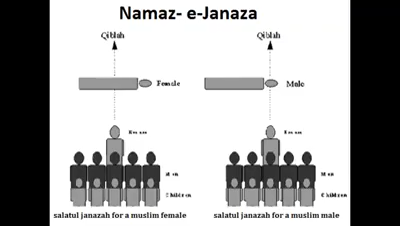 Namaz- e-Janaza
Qiblah
Qiblah
Female
Male
Men
Men
Children
Children
salatul janazah for a muslim female
salatul janazah for a muslim male